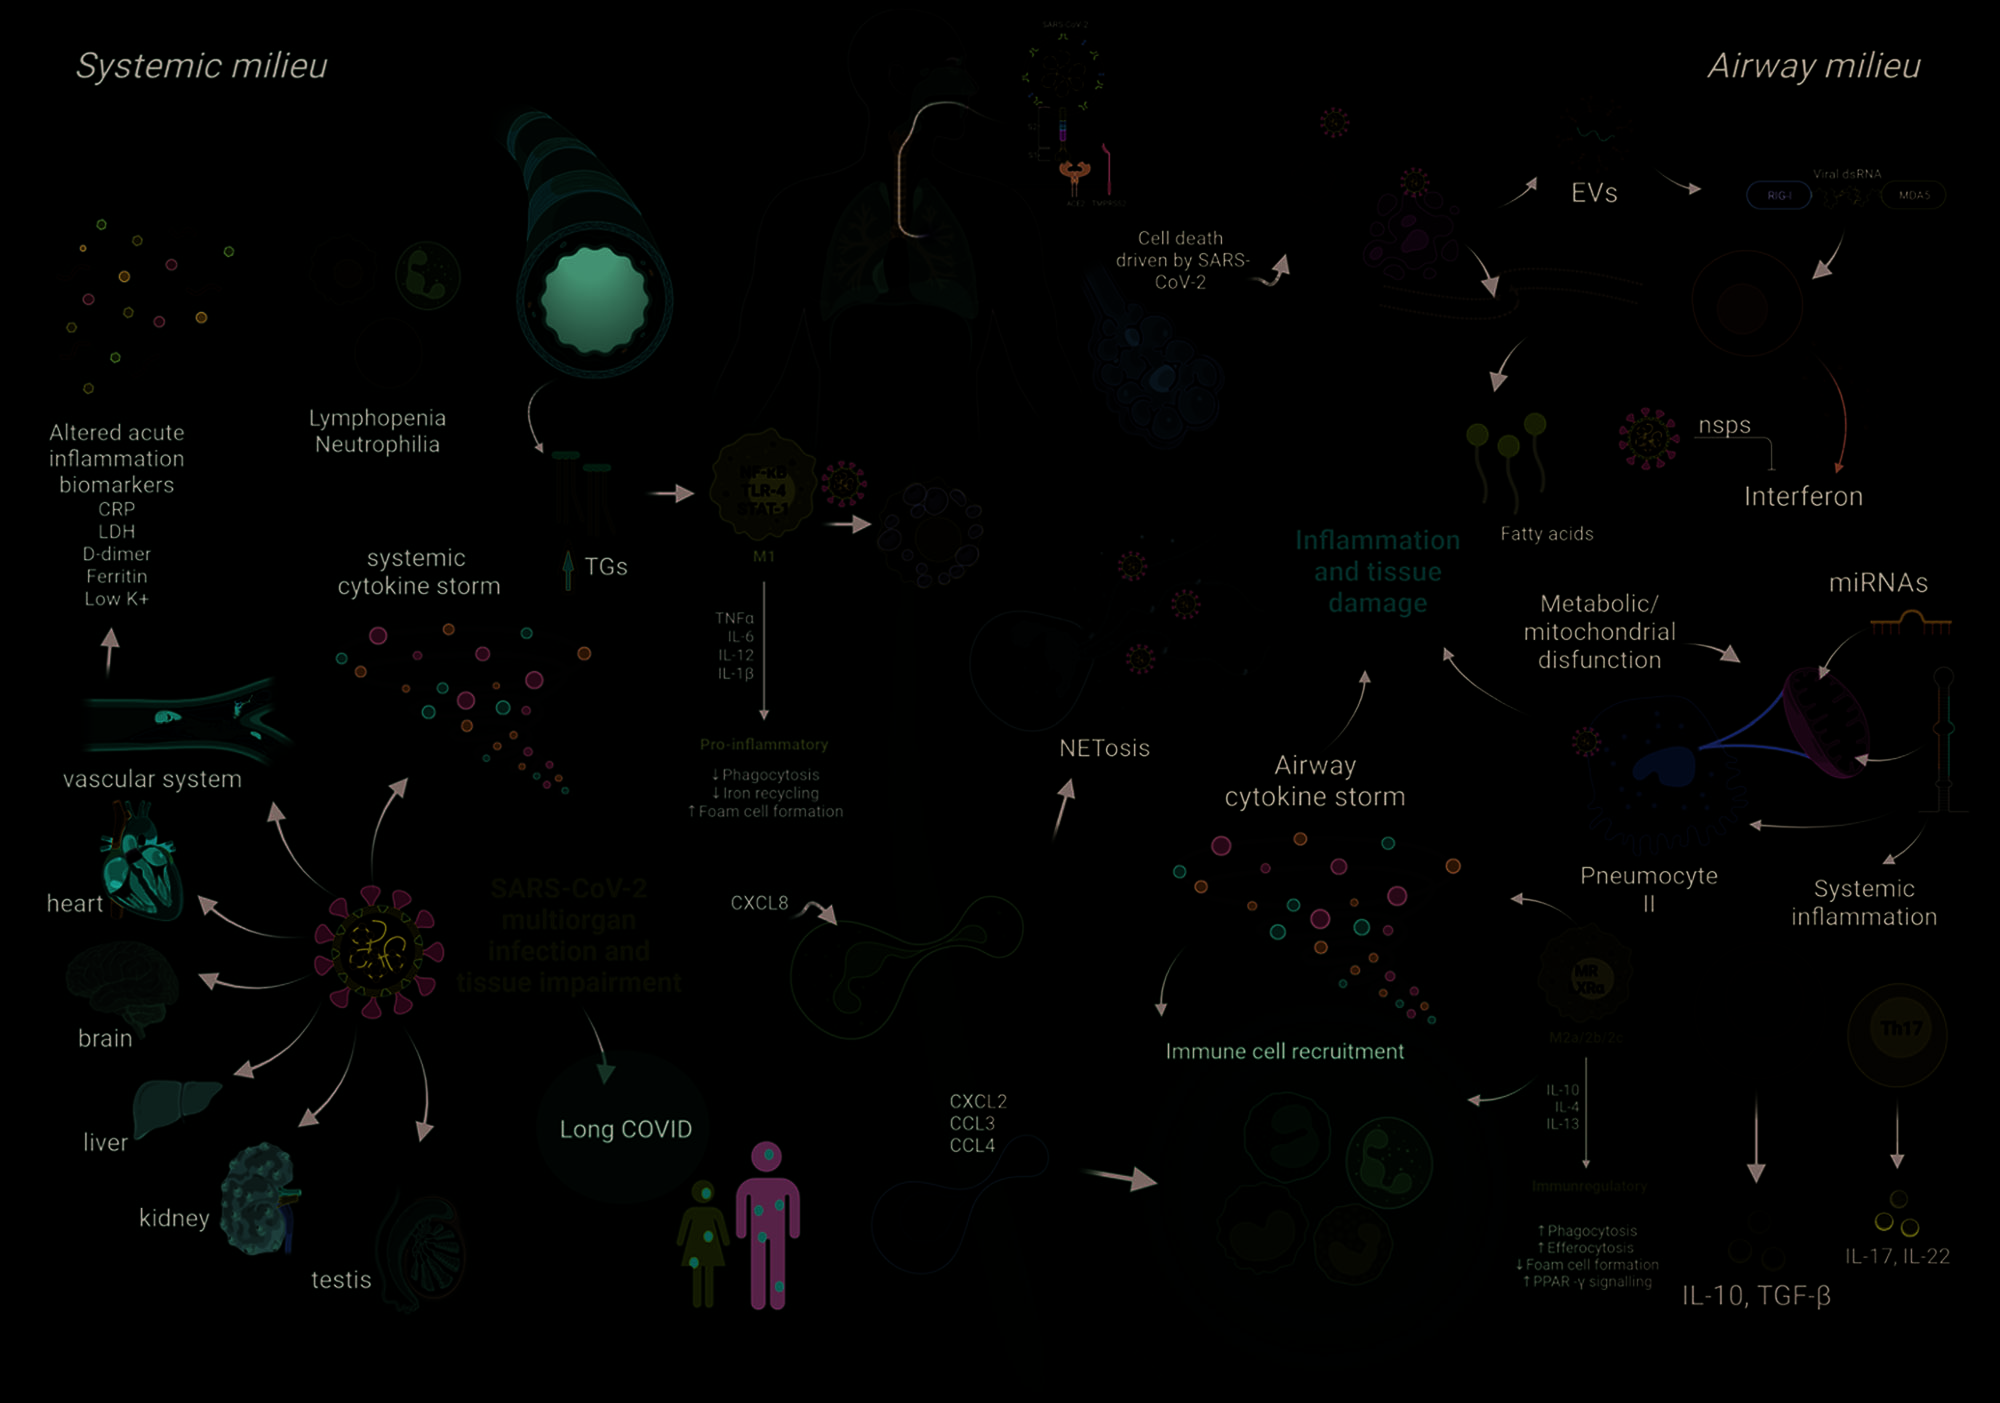 Systemic milieu
Airway milieu
SARS-CoV-2
S2
S1
ACE2
TMPRSS2
Cell death
driven by SARS-
CoV-2
EVs
Viral dsRNA
RIG-I
MDA5
Altered acute
inflammation
biomarkers
CRP
LDH
D-dimer
Ferritin
Low K+
Lymphopenia
Neutrophilia
TGs
NF-kB
TLR-4
STAT-1
M1
TNFα
IL-6
IL-12
IL-1β
Pro-inflammatory
↓Phagocytosis
↓Iron recycling
↑Foam cell formation
systemic
cytokine storm
vascular system
heart
brain
liver
kidney
testis
SARS-CoV-2
multiorgan
infection and
tissue impairment
Long COVID
CXCL8
CXCL2
CCL3
CCL4
NETosis
Inflammation
and tissue
damage
Airway
cytokine storm
Immune cell recruitment
Fatty acids
nsps
Interferon
Metabolic/
mitochondrial
disfunction
miRNAs
Pneumocyte
II
Systemic
inflammation
MR
XRα
M2a/2b/2c
IL-10
IL-4
IL-13
Immunregulatory
↑Phagocytosis
↑Efferocytosis
↓Foam cell formation
↑PPAR-γ signalling
Th17
IL-10, TGF-β
IL-17, IL-22